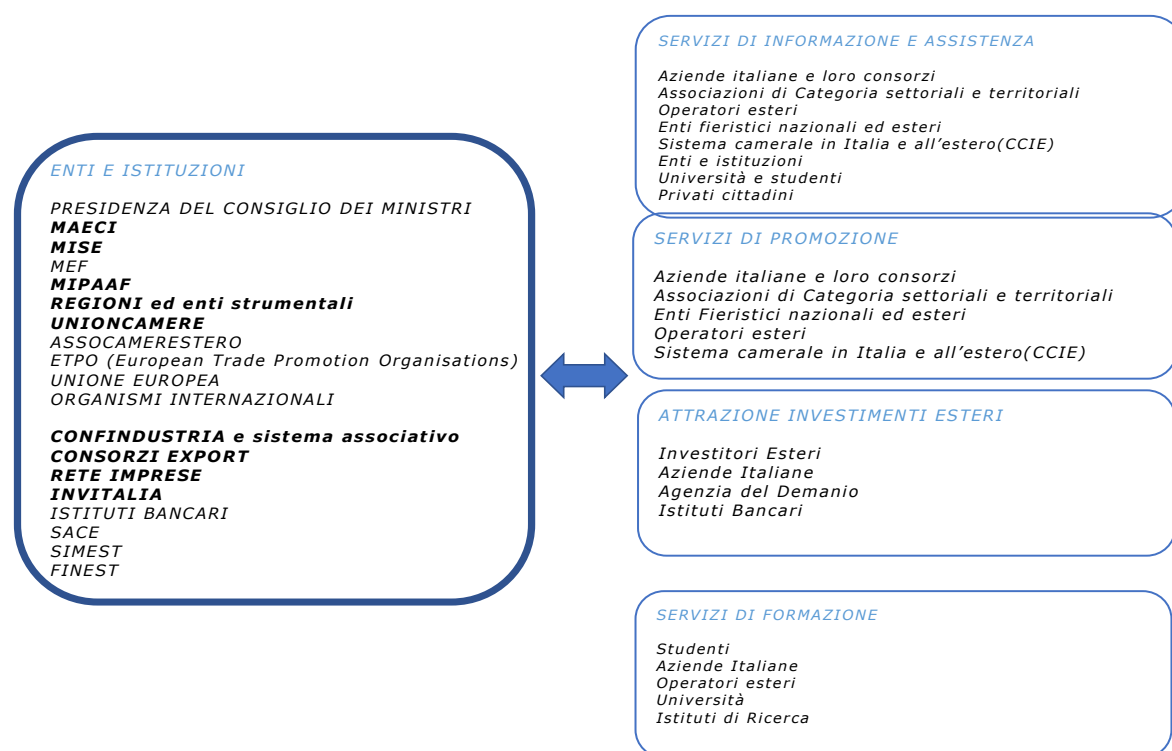 ENTI E ISTITUZIONI
PRESIDENZA DEL CONSIGLIO DEI MINISTRI
MAECI
MISE
MEF
MIPAAF
REGIONI ed enti strumentali
UNIONCAMERE
ASSOCAMERESTERO
ETPO (European Trade Promotion Organisations)
UNIONE EUROPEA
ORGANISMI INTERNAZIONALI
CONFINDUSTRIA e sistema associativo
CONSORZI EXPORT
RETE IMPRESE
INVITALIA
ISTITUTI BANCARI
SACE
SIMEST
FINEST
SERVIZI DI INFORMAZIONE E ASSISTENZA
Aziende italiane e loro consorzi
Associazioni di Categoria settoriali e territoriali
Operatori esteri
Enti fieristici nazionali ed esteri
Sistema camerale in Italia e all'estero(CCIE)
Enti e istituzioni
Università e studenti
Privati cittadini
SERVIZI DI PROMOZIONE
Aziende italiane e loro consorzi
Associazioni di Categoria settoriali e territoriali
Enti Fieristici nazionali ed esteri
Operatori esteri
Sistema camerale in Italia e all'estero(CCIE)
ATTRAZIONE INVESTIMENTI ESTERI
Investitori Esteri
Aziende Italiane
Agenzia del Demanio
Istituti Bancari
SERVIZI DI FORMAZIONE
Studenti
Aziende Italiane
Operatori esteri
Università
Istituti di Ricerca